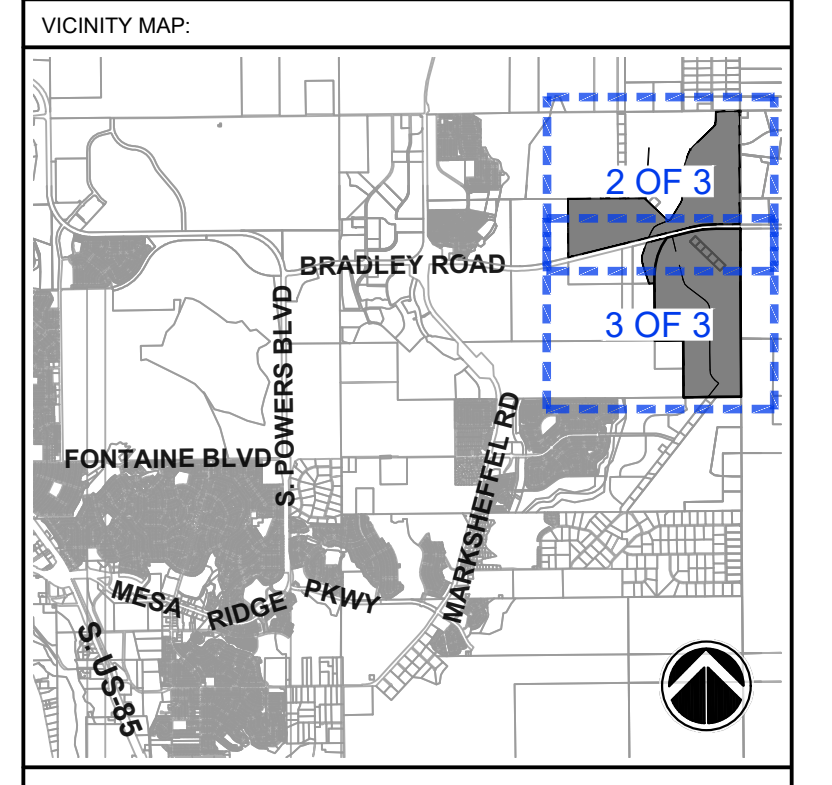 VICINITY MAP:
2 OF 3
BRADLEY ROAD
3 OF 3
S. POWERS BLVD
MARKSHEFFEL RD
FONTAINE BLVD
MESA RIDGE PKWY
S. US-85